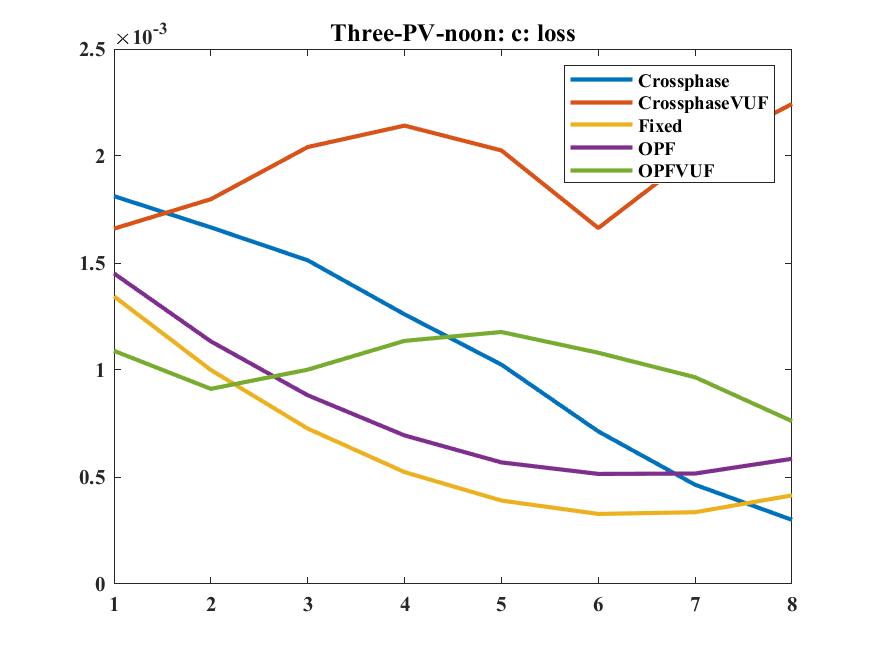 Three-PV-noon: c: loss
×10⁻³
2.5
2
1.5
1
0.5
0
1 2 3 4 5 6 7 8
Crossphase
CrossphaseVUF
Fixed
OPF
OPFVUF